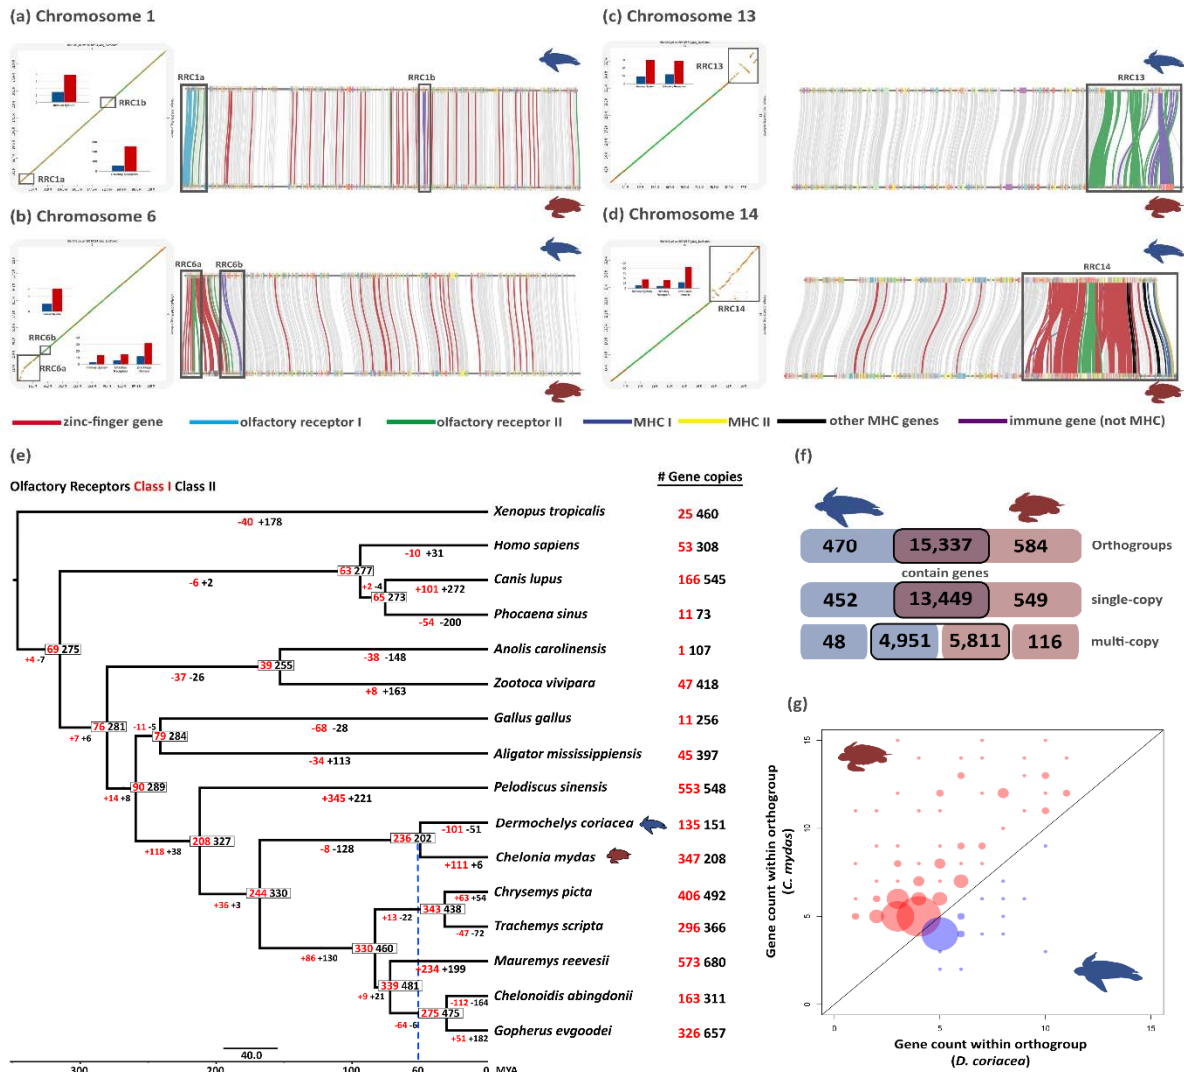 (a) Chromosome 1
RRC1b
RRC1a
RRC1a
RRC1b
(c) Chromosome 13
RRC13
RRC13
(b) Chromosome 6
RRC6b
RRC6a
RRC6a
RRC6b
(d) Chromosome 14
RRC14
RRC14
zinc-finger gene
olfactory receptor I
olfactory receptor II
MHC I
MHC II
other MHC genes
immune gene (not MHC)
(e)
Olfactory Receptors Class I Class II
# Gene copies
Xenopus tropicalis 25 460
-40 +178
Homo sapiens 53 308
-10 +31
63 277
-6 +2
+2 -4
Canis lupus 166 545
+101 +272
65 273
Phocaena sinus 11 73
-54 -200
69 275
+4 -7
Anolis carolinensis 1 107
-38 -148
39 255
-37 -26
Zootoca vivipara 47 418
+8 +163
Gallus gallus 11 256
-68 -28
76 281
+7 +6
-11 -5
79 284
Aligator mississippiensis 45 397
-34 +113
90 289
+14 +8
Pelodiscus sinensis 553 548
+345 +221
Dermochelys coriacea 135 151
-101 -51
236 202
208 327
+118 +38
-8 -128
Chelonia mydas 347 208
+111 +6
244 330
+36 +3
Chrysemys picta 406 492
+63 +54
343 438
+13 -22
Trachemys scripta 296 366
-47 -72
330 460
+86 +130
Mauremys reevesii 573 680
+234 +199
339 481
+9 +21
Chelonoidis abingdonii 163 311
-112 -164
275 475
-64 -6
Gopherus evgoodei 326 657
+51 +182
40.0
300 200 100 60 0 MYA
(f)
470 15,337 584 Orthogroups
contain genes
452 13,449 549 single-copy
48 4,951 5,811 116 multi-copy
(g)
15
10
5
0
Gene count within orthogroup
(C. mydas)
0 5 10 15
Gene count within orthogroup
(D. coriacea)